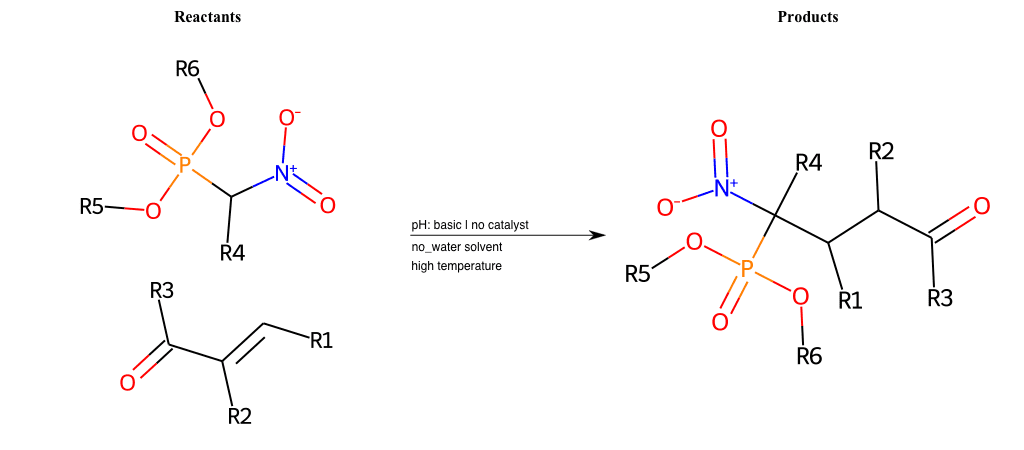 Reactants
Products
R6
O
O⁻
O
P
N⁺
R5
O
O
R4
R3
R1
O
R2
pH: basic | no catalyst
no_water solvent
high temperature
O
R4
R2
N⁺
O⁻
O
O
R5
P
R1
R3
O
O
R6